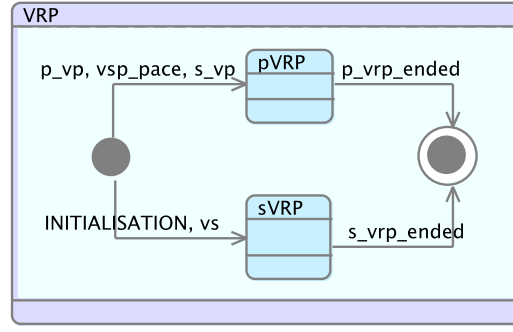 VRP
p_vp, vsp_pace, s_vp
pVRP
p_vrp_ended
INITIALISATION, vs
sVRP
s_vrp_ended